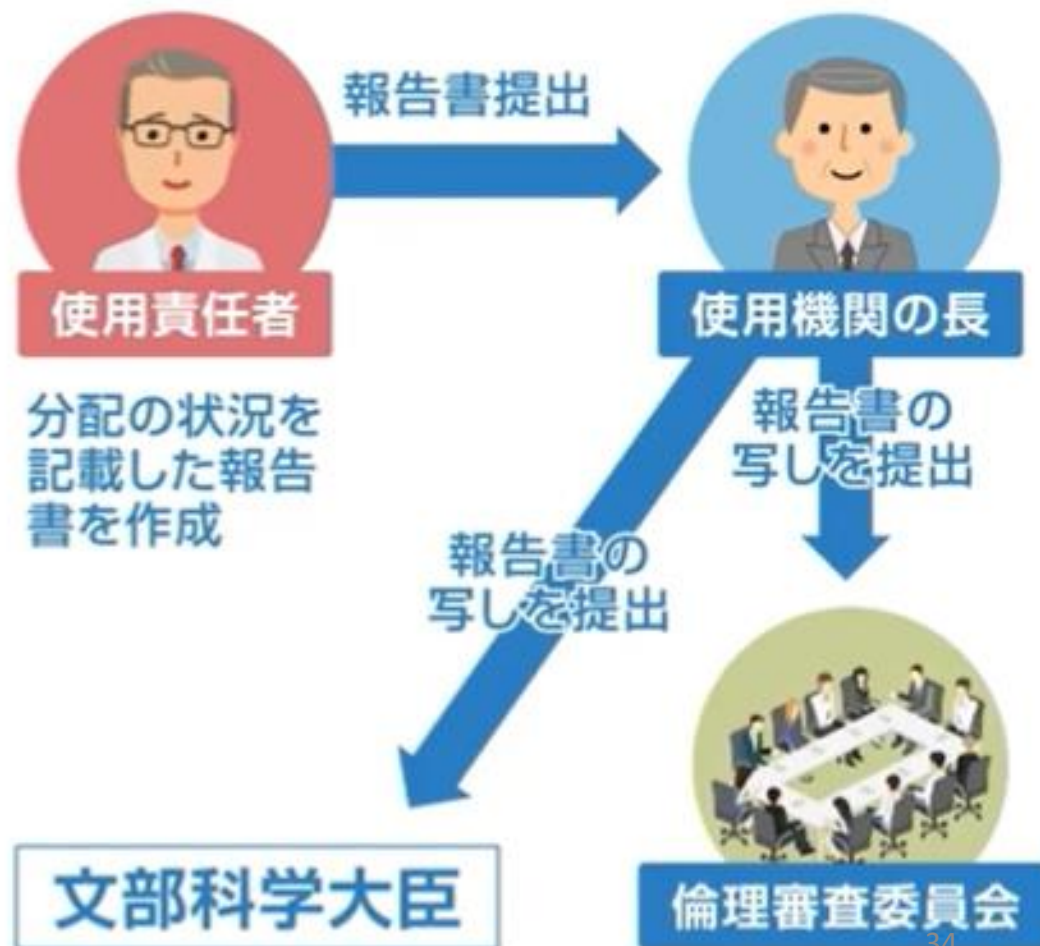 報告書提出
使用責任者
使用機関の長
分配の状況を
記載した報告
書を作成
報告書の
写しを提出
報告書の
写しを提出
文部科学大臣
倫理審査委員会
34